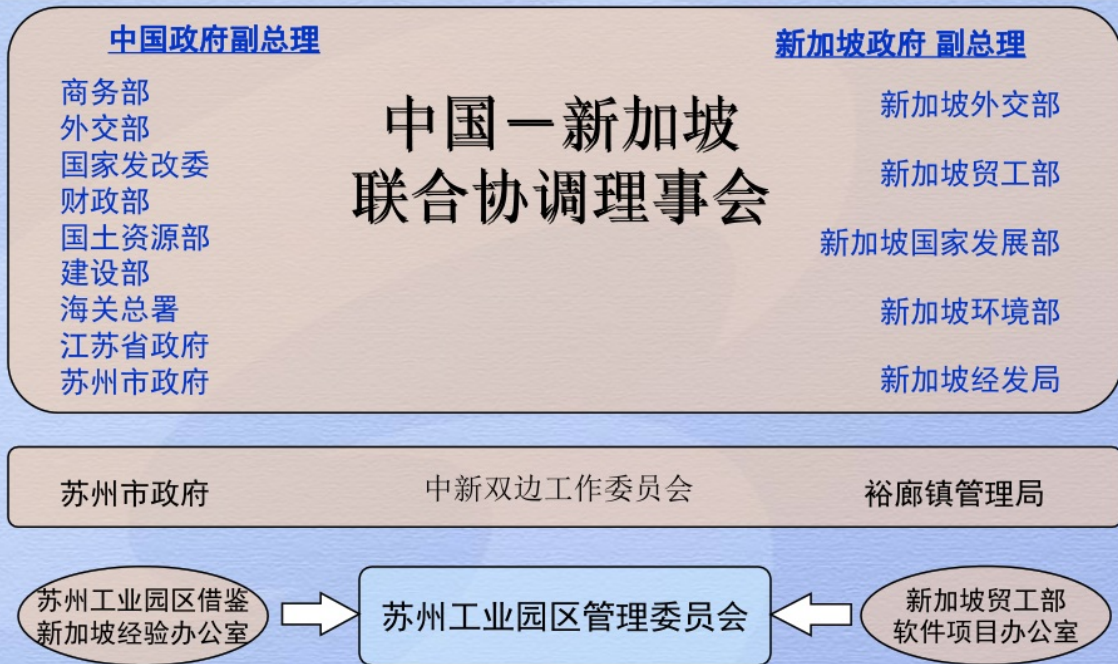 中国政府副总理
商务部
外交部
国家发改委
财政部
国土资源部
建设部
海关总署
江苏省政府
苏州市政府
中国－新加坡
联合协调理事会
新加坡政府 副总理
新加坡外交部
新加坡贸工部
新加坡国家发展部
新加坡环境部
新加坡经发局
苏州市政府
中新双边工作委员会
裕廊镇管理局
苏州工业园区借鉴
新加坡经验办公室
苏州工业园区管理委员会
新加坡贸工部
软件项目办公室